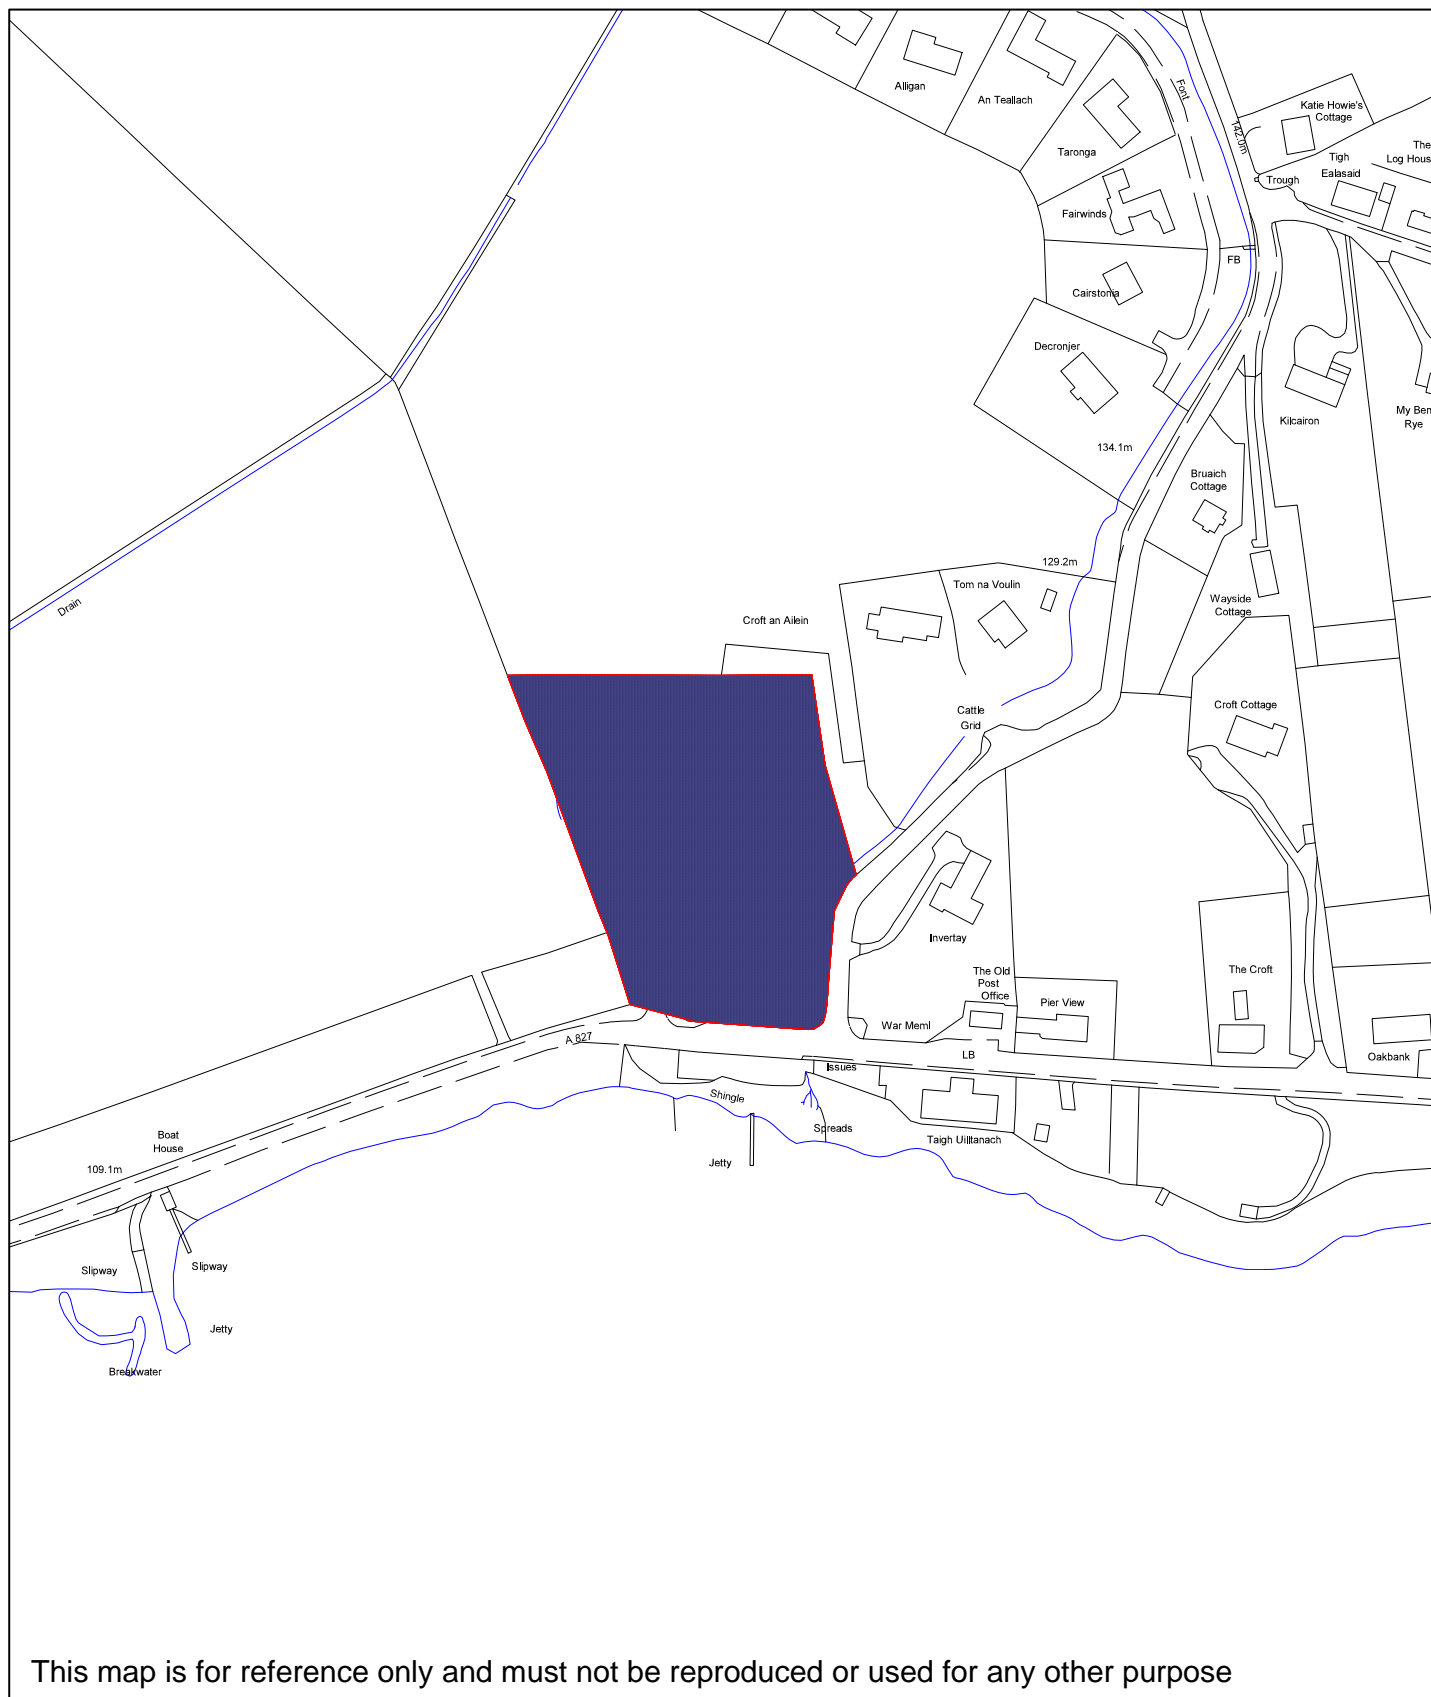 Alligan
An Teallach
Font
142.0m
Katie Howie's
Cottage
Taronga
Tigh
Ealasaid
The
Log Hous
Trough
Fairwinds
FB
Cairstonia
Decronjer
Kilcairon
My Ben
Rye
134.1m
Bruaich
Cottage
129.2m
Tom na Voulin
Drain
Wayside
Cottage
Croft an Ailein
Cattle
Grid
Croft Cottage
Invertay
The Old
Post
Office
The Croft
Pier View
War Meml
A 827
LB
Oakbank
Issues
Shingle
Spreads
Boat
House
Taigh Uilltanach
Jetty
109.1m
Slipway
Slipway
Jetty
Breakwater
This map is for reference only and must not be reproduced or used for any other purpose